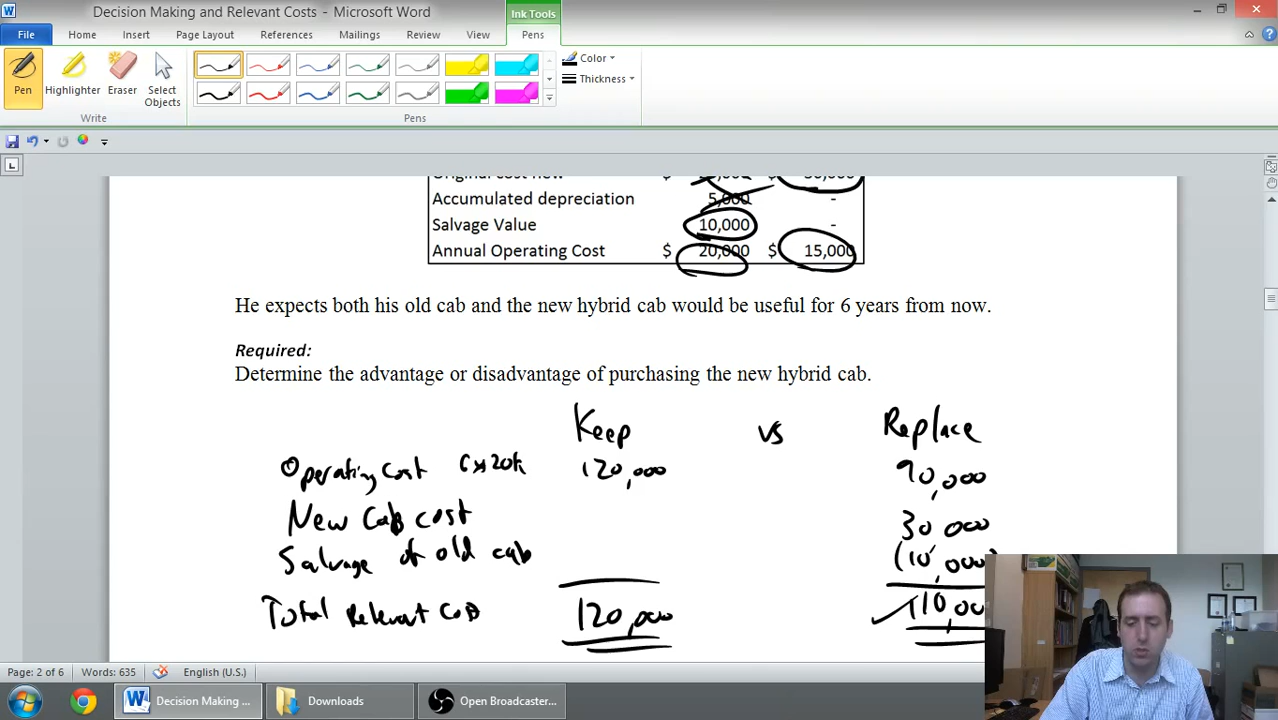 Decision Making and Relevant Costs - Microsoft Word
Ink Tools
File Home Insert Page Layout References Mailings Review View Pens
Pen Highlighter Eraser Select Objects
Color
Thickness
Write Pens
Original cost new $ $
Accumulated depreciation 5,000 -
Salvage Value 10,000 -
Annual Operating Cost $ 20,000 $ 15,000
He expects both his old cab and the new hybrid cab would be useful for 6 years from now.
Required:
Determine the advantage or disadvantage of purchasing the new hybrid cab.
Keep vs Replace
Operating Cost 6x20k 120,000 90,000
New Cab cost 30,000
Salvage of old cab (10,000)
Total Relevant 120,000 110,00
Page: 2 of 6 Words: 635 English (U.S.)
Decision Making ... Downloads Open Broadcaster...